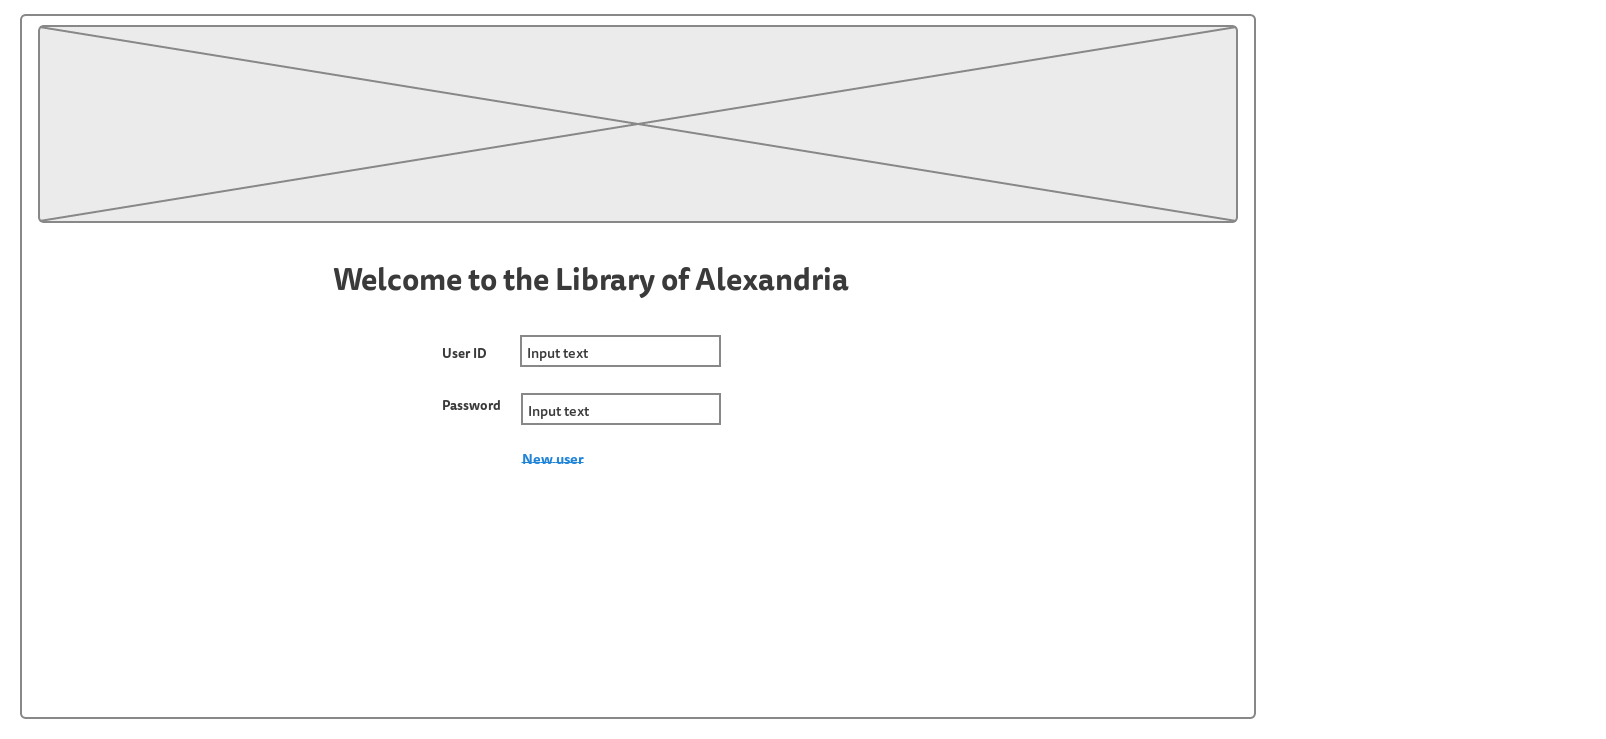 Welcome to the Library of Alexandria
User ID
Input text
Password
Input text
New user